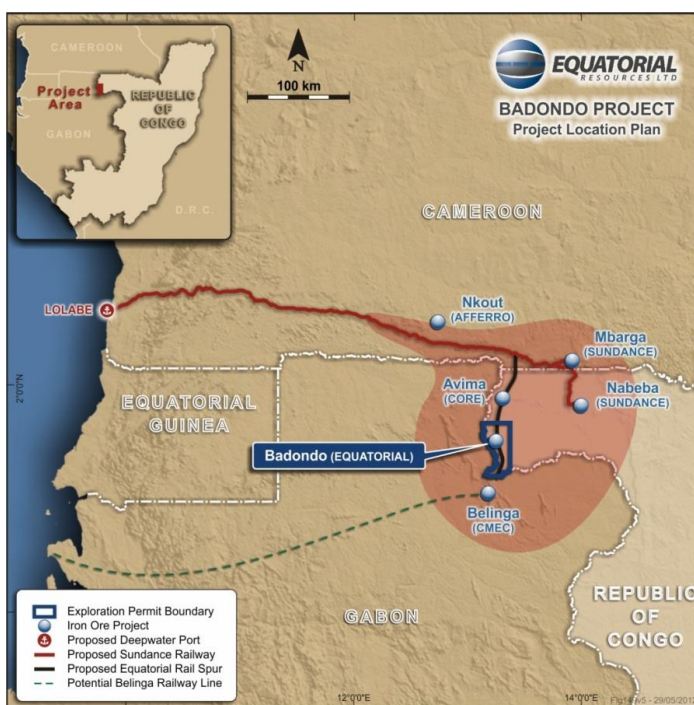 CAMEROON
Project
Area
REPUBLIC
OF
CONGO
GABON
D.R.C.
N
100 km
EQUATORIAL
RESOURCES LTD
BADONDO PROJECT
Project Location Plan
CAMEROON
LOLABE
Nkout
(AFFERRO)
Mbarga
(SUNDANCE)
Avima
(CORE)
Nabeba
(SUNDANCE)
2°0'0"N
EQUATORIAL
GUINEA
Badondo (EQUATORIAL)
Belinga
(CMEC)
GABON
REPUBLIC
OF
CONGO
Exploration Permit Boundary
Iron Ore Project
Proposed Deepwater Port
Proposed Sundance Railway
Proposed Equatorial Rail Spur
Potential Belinga Railway Line
12°0'0"E
14°0'0"E